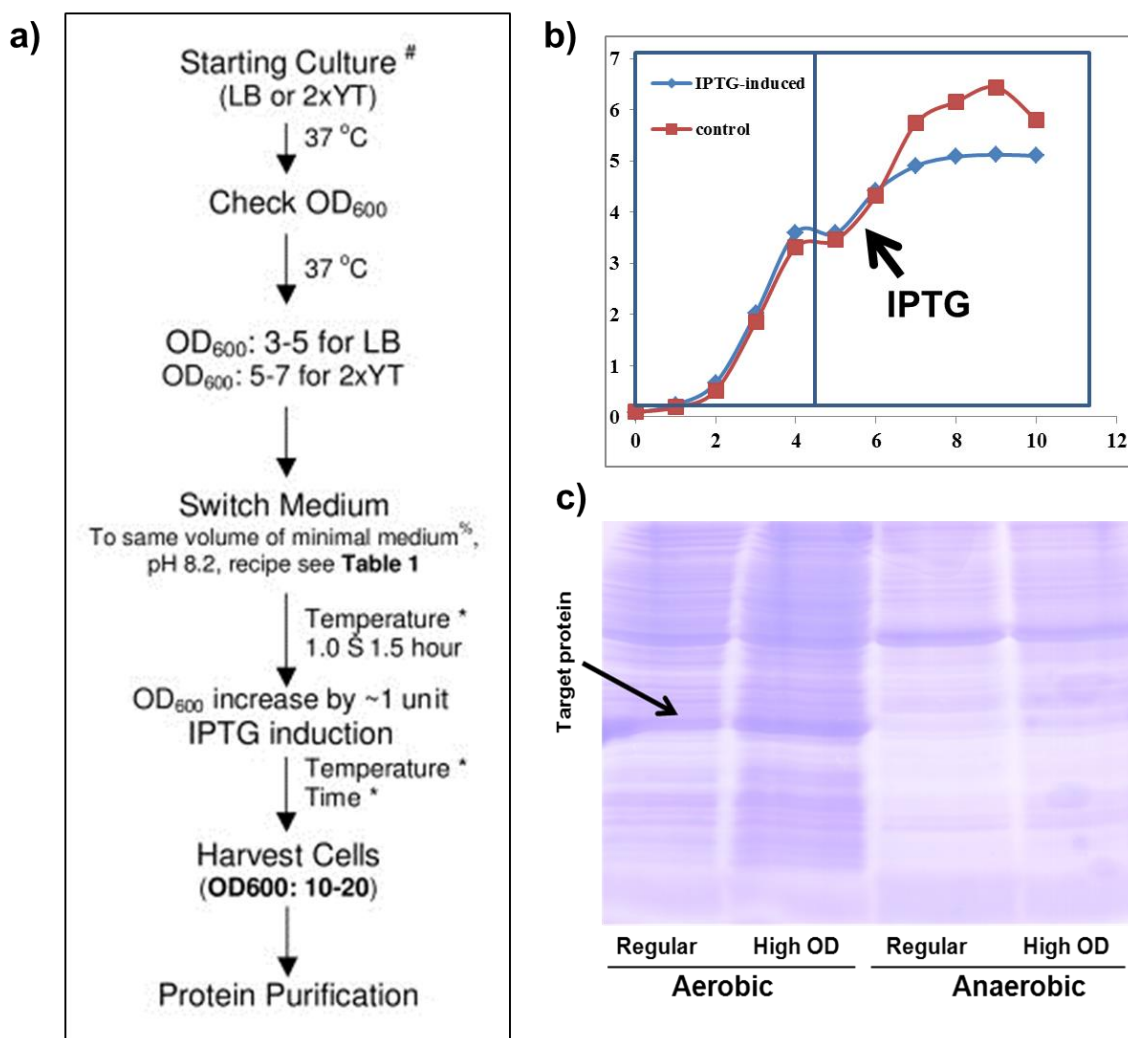 a)
Starting Culture #
(LB or 2xYT)
37 °C
Check OD600
37 °C
OD600: 3-5 for LB
OD600: 5-7 for 2xYT
Switch Medium
To same volume of minimal medium%,
pH 8.2, recipe see Table 1
Temperature *
1.0 Š 1.5 hour
OD600 increase by ~1 unit
IPTG induction
Temperature *
Time *
Harvest Cells
(OD600: 10-20)
Protein Purification
b)
7
6
5
4
3
2
1
0
IPTG-induced
control
IPTG
0 2 4 6 8 10 12
c)
Target protein
Regular High OD Regular High OD
Aerobic Anaerobic